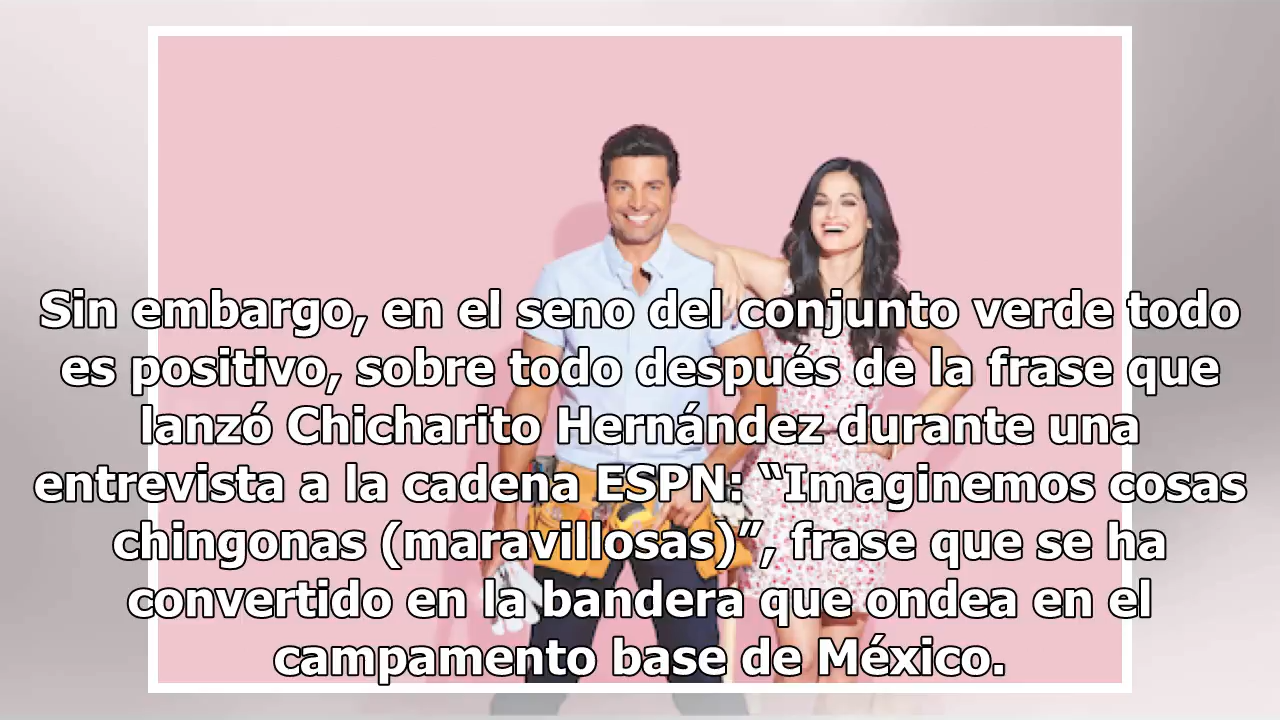 Sin embargo, en el seno del conjunto verde todo
es positivo, sobre todo después de la frase que
lanzó Chicharito Hernández durante una
entrevista a la cadena ESPN: “Imaginemos cosas
chingonas (maravillosas)”, frase que se ha
convertido en la bandera que ondea en el
campamento base de México.